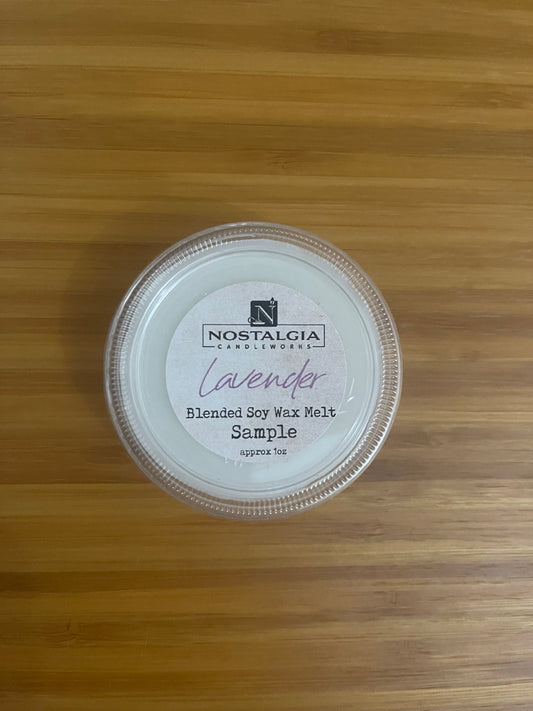 N
NOSTALGIA
CANDLEWORKS
Lavender
Blended Soy Wax Melt
Sample
approx 1oz